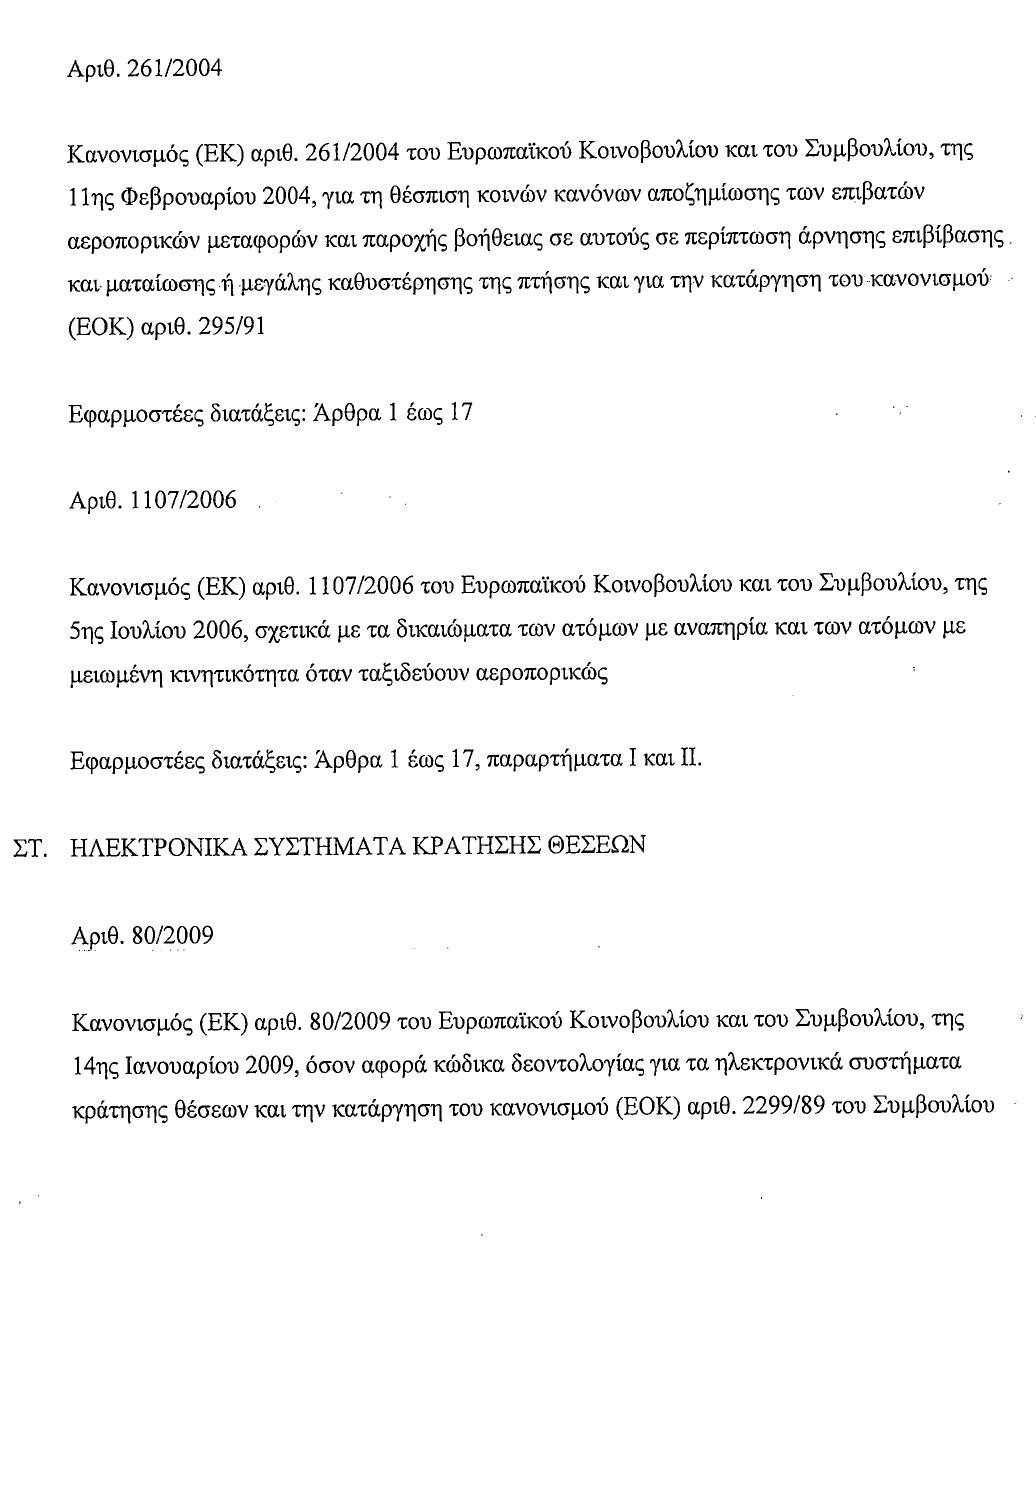 Αριθ. 261/2004
Κανονισμός (ΕΚ) αριθ. 261/2004 του Ευρωπαϊκού Κοινοβουλίου και του Συμβουλίου, της
11ης Φεβρουαρίου 2004, για τη θέσπιση κοινών κανόνων αποζημίωσης των επιβατών
αεροπορικών μεταφορών και παροχής βοήθειας σε αυτούς σε περίπτωση άρνησης επιβίβασης
και ματαίωσης ή μεγάλης καθυστέρησης της πτήσης και για την κατάργηση του κανονισμού
(ΕΟΚ) αριθ. 295/91
Εφαρμοστέες διατάξεις: Άρθρα 1 έως 17
Αριθ. 1107/2006
Κανονισμός (ΕΚ) αριθ. 1107/2006 του Ευρωπαϊκού Κοινοβουλίου και του Συμβουλίου, της
5ης Ιουλίου 2006, σχετικά με τα δικαιώματα των ατόμων με αναπηρία και των ατόμων με
μειωμένη κινητικότητα όταν ταξιδεύουν αεροπορικώς
Εφαρμοστέες διατάξεις: Άρθρα 1 έως 17, παραρτήματα Ι και ΙΙ.
ΣΤ. ΗΛΕΚΤΡΟΝΙΚΑ ΣΥΣΤΗΜΑΤΑ ΚΡΑΤΗΣΗΣ ΘΕΣΕΩΝ
Αριθ. 80/2009
Κανονισμός (ΕΚ) αριθ. 80/2009 του Ευρωπαϊκού Κοινοβουλίου και του Συμβουλίου, της
14ης Ιανουαρίου 2009, όσον αφορά κώδικα δεοντολογίας για τα ηλεκτρονικά συστήματα
κράτησης θέσεων και την κατάργηση του κανονισμού (ΕΟΚ) αριθ. 2299/89 του Συμβουλίου